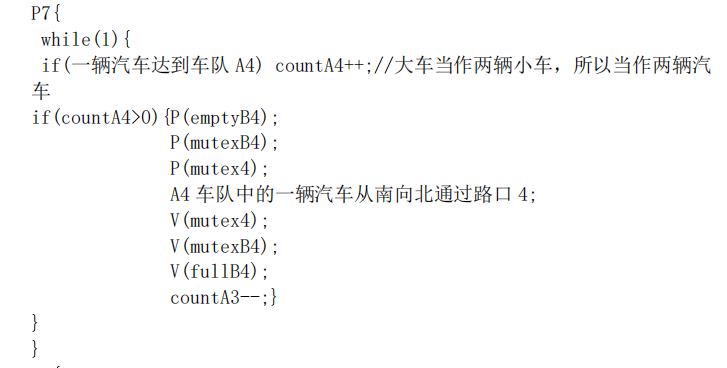 P7{
while(1){
if(一辆汽车达到车队 A4) countA4++;//大车当作两辆小车，所以当作两辆汽
车
if(countA4>0){P(emptyB4);
P(mutexB4);
P(mutex4);
A4 车队中的一辆汽车从南向北通过路口 4;
V(mutex4);
V(mutexB4);
V(fullB4);
countA3--;}
}
}